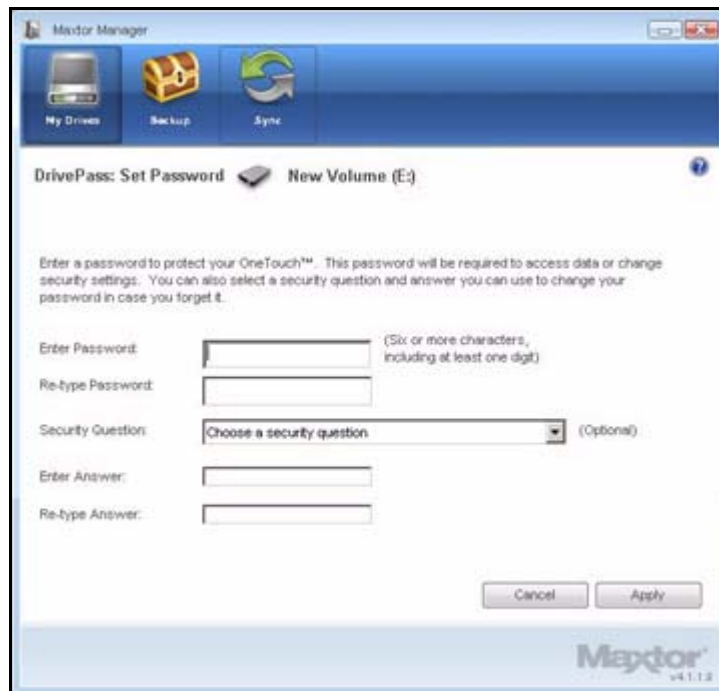 Maxtor Manager
My Drives Backup Sync
DrivePass: Set Password New Volume (E:)
Enter a password to protect your OneTouch™. This password will be required to access data or change
security settings. You can also select a security question and answer you can use to change your
password in case you forget it.
Enter Password:
(Six or more characters,
including at least one digit)
Re-type Password:
Security Question: Choose a security question (Optional)
Enter Answer:
Re-type Answer:
Cancel Apply
Maxtor